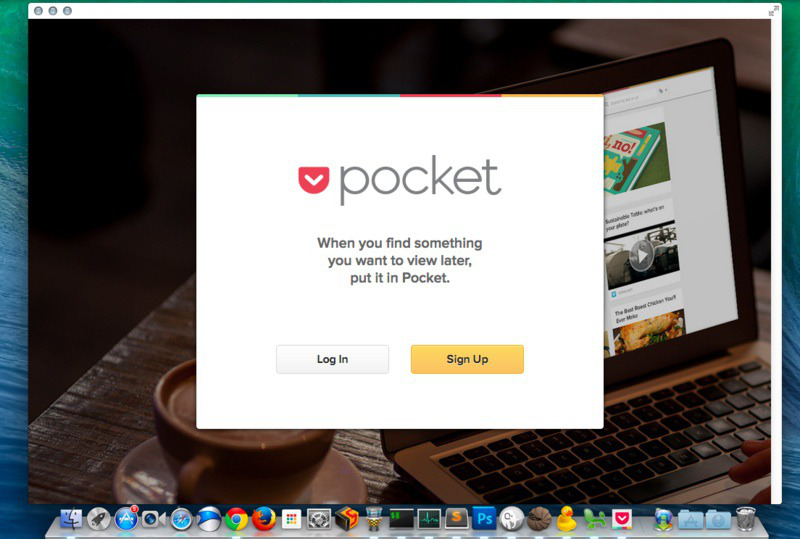 pocket
When you find something
you want to view later,
put it in Pocket.
Log In
Sign Up
i, no!
Sustainable Table: what's on
your plate?
The Best Roast Chicken You'll
Ever Make
Ps